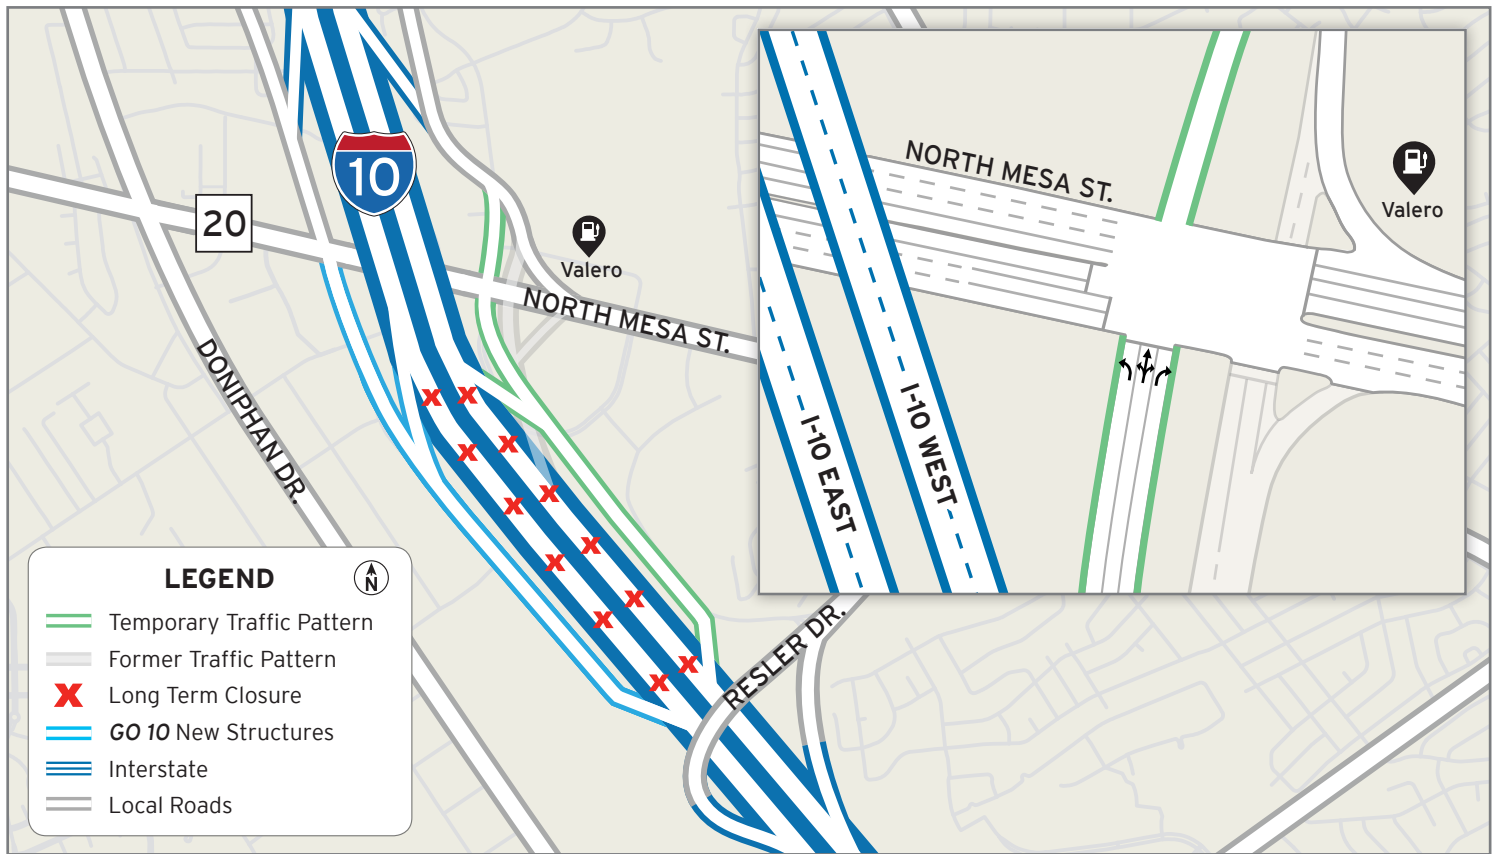 10
20
Valero
NORTH MESA ST.
DONIPHAN DR.
RESLER DR.
NORTH MESA ST.
Valero
I-10 WEST
I-10 EAST
LEGEND
N
Temporary Traffic Pattern
Former Traffic Pattern
X Long Term Closure
GO 10 New Structures
Interstate
Local Roads